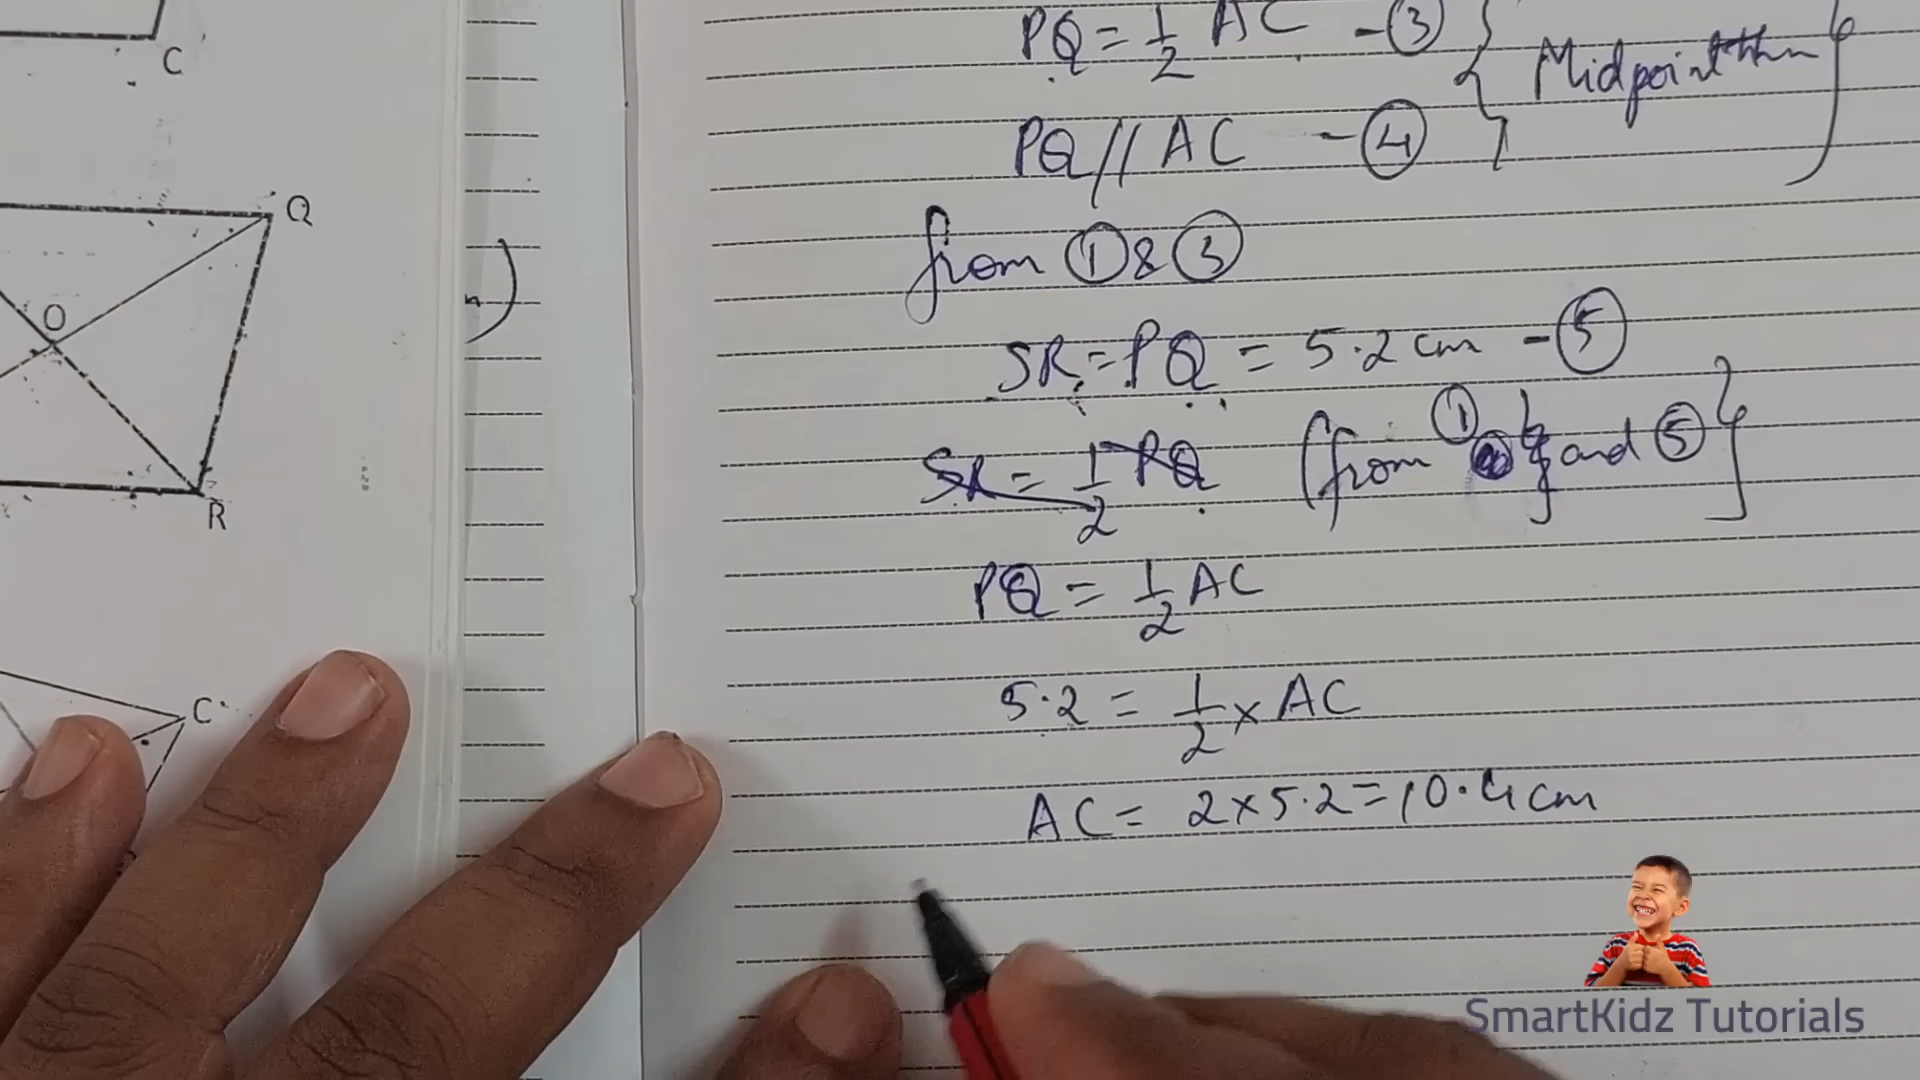 C
Q
O
R
C
PQ = 1/2 AC - ③
Midpoint thm
PQ // AC - ④
from ① & ③
SR = PQ = 5.2 cm - ⑤
SR = 1/2 PQ (from ① and ⑤
PQ = 1/2 AC
5.2 = 1/2 × AC
AC = 2 × 5.2 = 10.4 cm
SmartKidz Tutorials